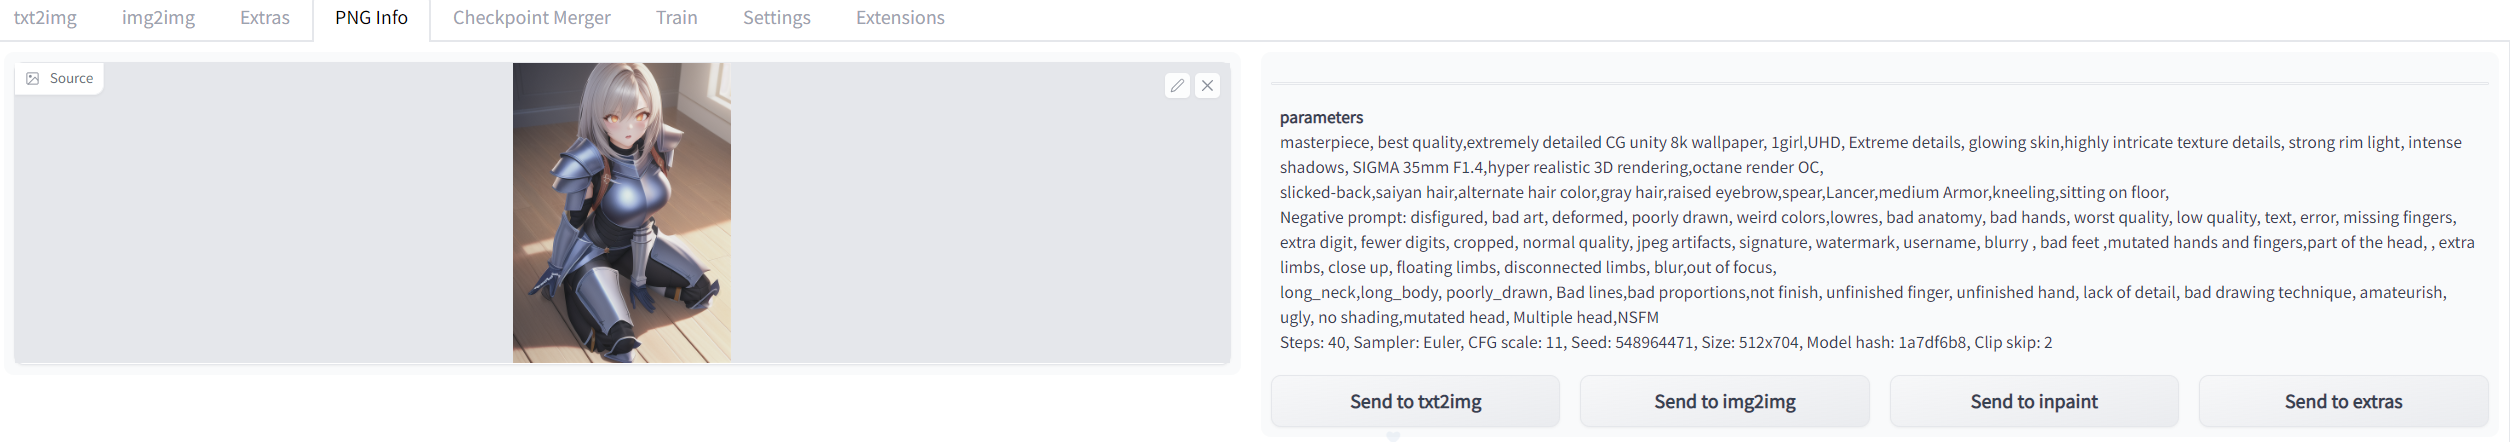 txt2img img2img Extras PNG Info Checkpoint Merger Train Settings Extensions
Source
parameters
masterpiece, best quality,extremely detailed CG unity 8k wallpaper, 1girl,UHD, Extreme details, glowing skin,highly intricate texture details, strong rim light, intense
shadows, SIGMA 35mm F1.4,hyper realistic 3D rendering,octane render OC,
slicked-back,saiyan hair,alternate hair color,gray hair,raised eyebrow,spear,Lancer,medium Armor,kneeling,sitting on floor,
Negative prompt: disfigured, bad art, deformed, poorly drawn, weird colors,lowres, bad anatomy, bad hands, worst quality, low quality, text, error, missing fingers,
extra digit, fewer digits, cropped, normal quality, jpeg artifacts, signature, watermark, username, blurry , bad feet ,mutated hands and fingers,part of the head, , extra
limbs, close up, floating limbs, disconnected limbs, blur,out of focus,
long_neck,long_body, poorly_drawn, Bad lines,bad proportions,not finish, unfinished finger, unfinished hand, lack of detail, bad drawing technique, amateurish,
ugly, no shading,mutated head, Multiple head,NSFM
Steps: 40, Sampler: Euler, CFG scale: 11, Seed: 548964471, Size: 512x704, Model hash: 1a7df6b8, Clip skip: 2
Send to txt2img Send to img2img Send to inpaint Send to extras